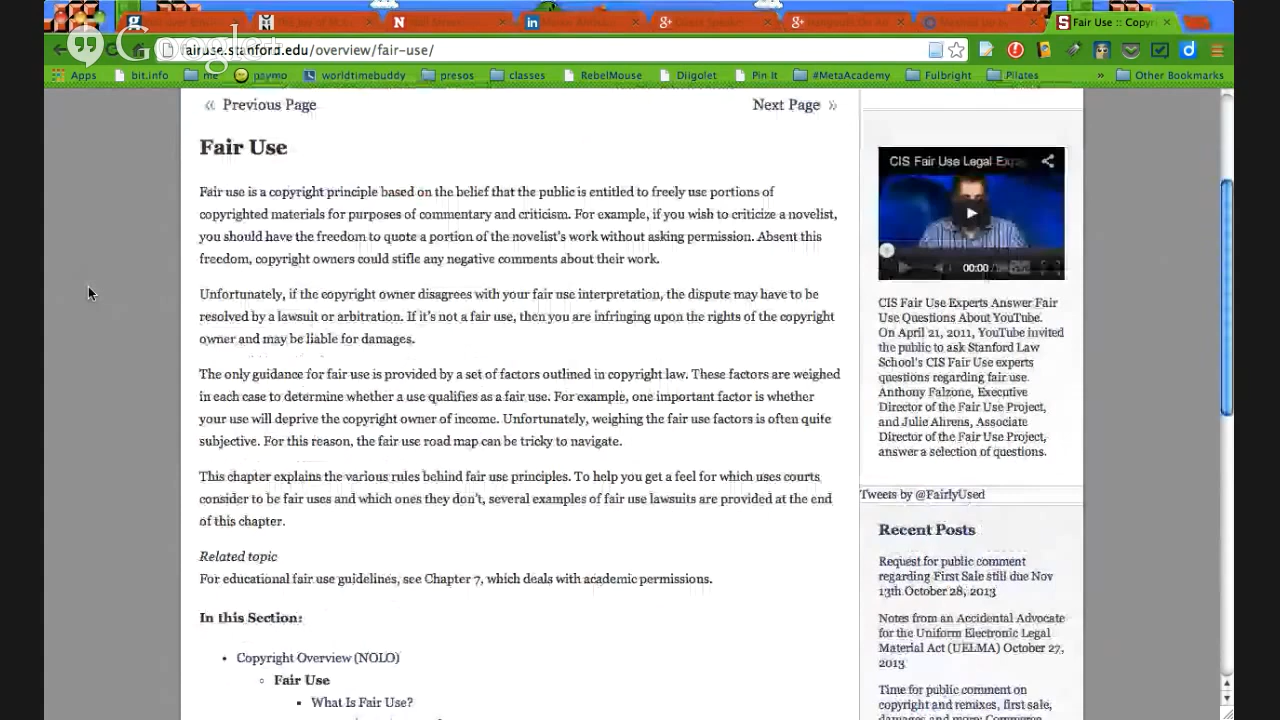 Google+
Fair Use :: Copyr
fairuse.stanford.edu/overview/fair-use/
Apps bit.info me paymo worldtimebuddy presos classes RebelMouse Diigolet Pin It #MetaAcademy Fulbright Pilates » Other Bookmarks
« Previous Page Next Page »
Fair Use
Fair use is a copyright principle based on the belief that the public is entitled to freely use portions of
copyrighted materials for purposes of commentary and criticism. For example, if you wish to criticize a novelist,
you should have the freedom to quote a portion of the novelist's work without asking permission. Absent this
freedom, copyright owners could stifle any negative comments about their work.
Unfortunately, if the copyright owner disagrees with your fair use interpretation, the dispute may have to be
resolved by a lawsuit or arbitration. If it's not a fair use, then you are infringing upon the rights of the copyright
owner and may be liable for damages.
The only guidance for fair use is provided by a set of factors outlined in copyright law. These factors are weighed
in each case to determine whether a use qualifies as a fair use. For example, one important factor is whether
your use will deprive the copyright owner of income. Unfortunately, weighing the fair use factors is often quite
subjective. For this reason, the fair use road map can be tricky to navigate.
This chapter explains the various rules behind fair use principles. To help you get a feel for which uses courts
consider to be fair uses and which ones they don't, several examples of fair use lawsuits are provided at the end
of this chapter.
Related topic
For educational fair use guidelines, see Chapter 7, which deals with academic permissions.
In this Section:
• Copyright Overview (NOLO)
Fair Use
What Is Fair Use?
CIS Fair Use Legal
00:00
CIS Fair Use Experts Answer Fair
Use Questions About YouTube.
On April 21, 2011, YouTube invited
the public to ask Stanford Law
School's CIS Fair Use experts
questions regarding fair use.
Anthony Falzone, Executive
Director of the Fair Use Project,
and Julie Ahrens, Associate
Director of the Fair Use Project,
answer a selection of questions.
Tweets by @FairlyUsed
Recent Posts
Request for public comment
regarding First Sale still due Nov
13th October 28, 2013
Notes from an Accidental Advocate
for the Uniform Electronic Legal
Material Act (UELMA) October 27,
2013
Time for public comment on
copyright and remixes, first sale,
damages and more: Commerce